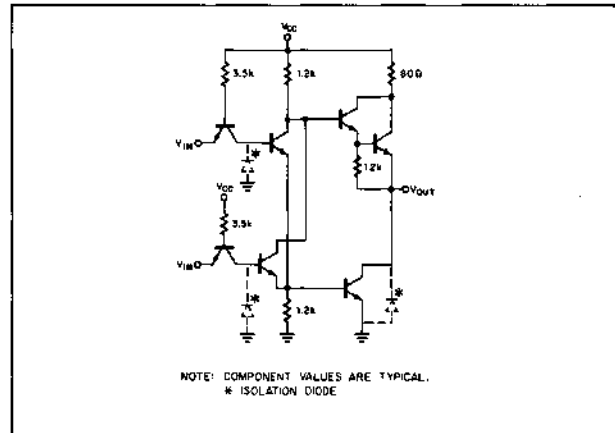 VCC
3.5k
1.2k
80Ω
VIN
*
1.2k
VOUT
VCC
3.5k
VIN
*
*
1.2k
NOTE: COMPONENT VALUES ARE TYPICAL.
* ISOLATION DIODE